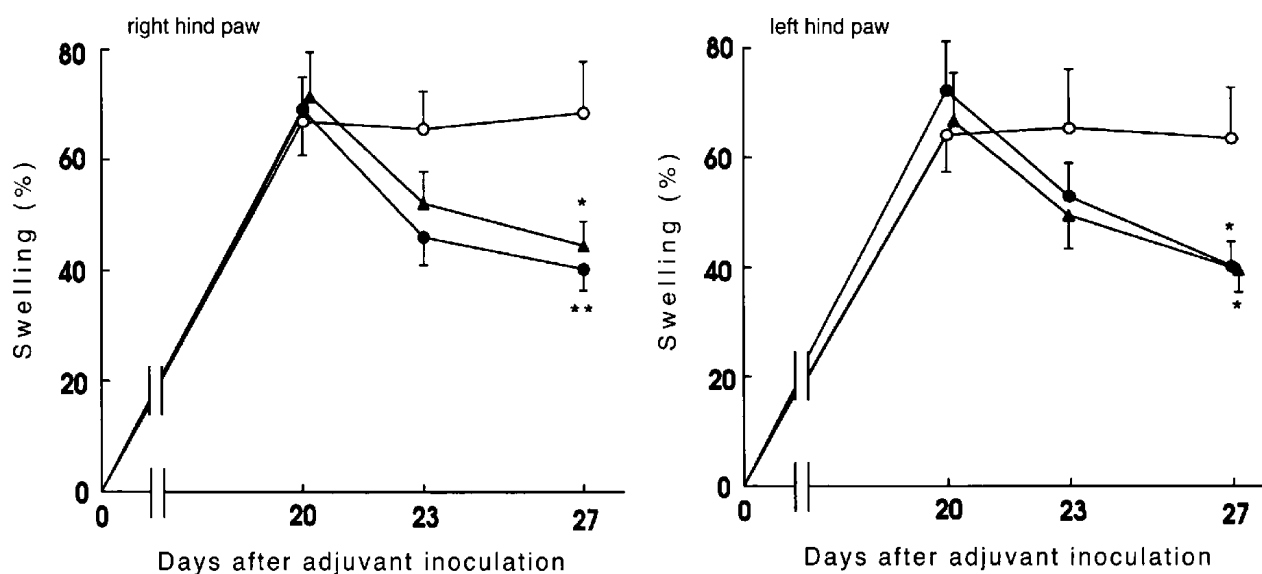 right hind paw
80
60
40
20
0
Swelling (%)
*
**
0 20 23 27
Days after adjuvant inoculation
left hind paw
80
60
40
20
0
Swelling (%)
*
*
0 20 23 27
Days after adjuvant inoculation